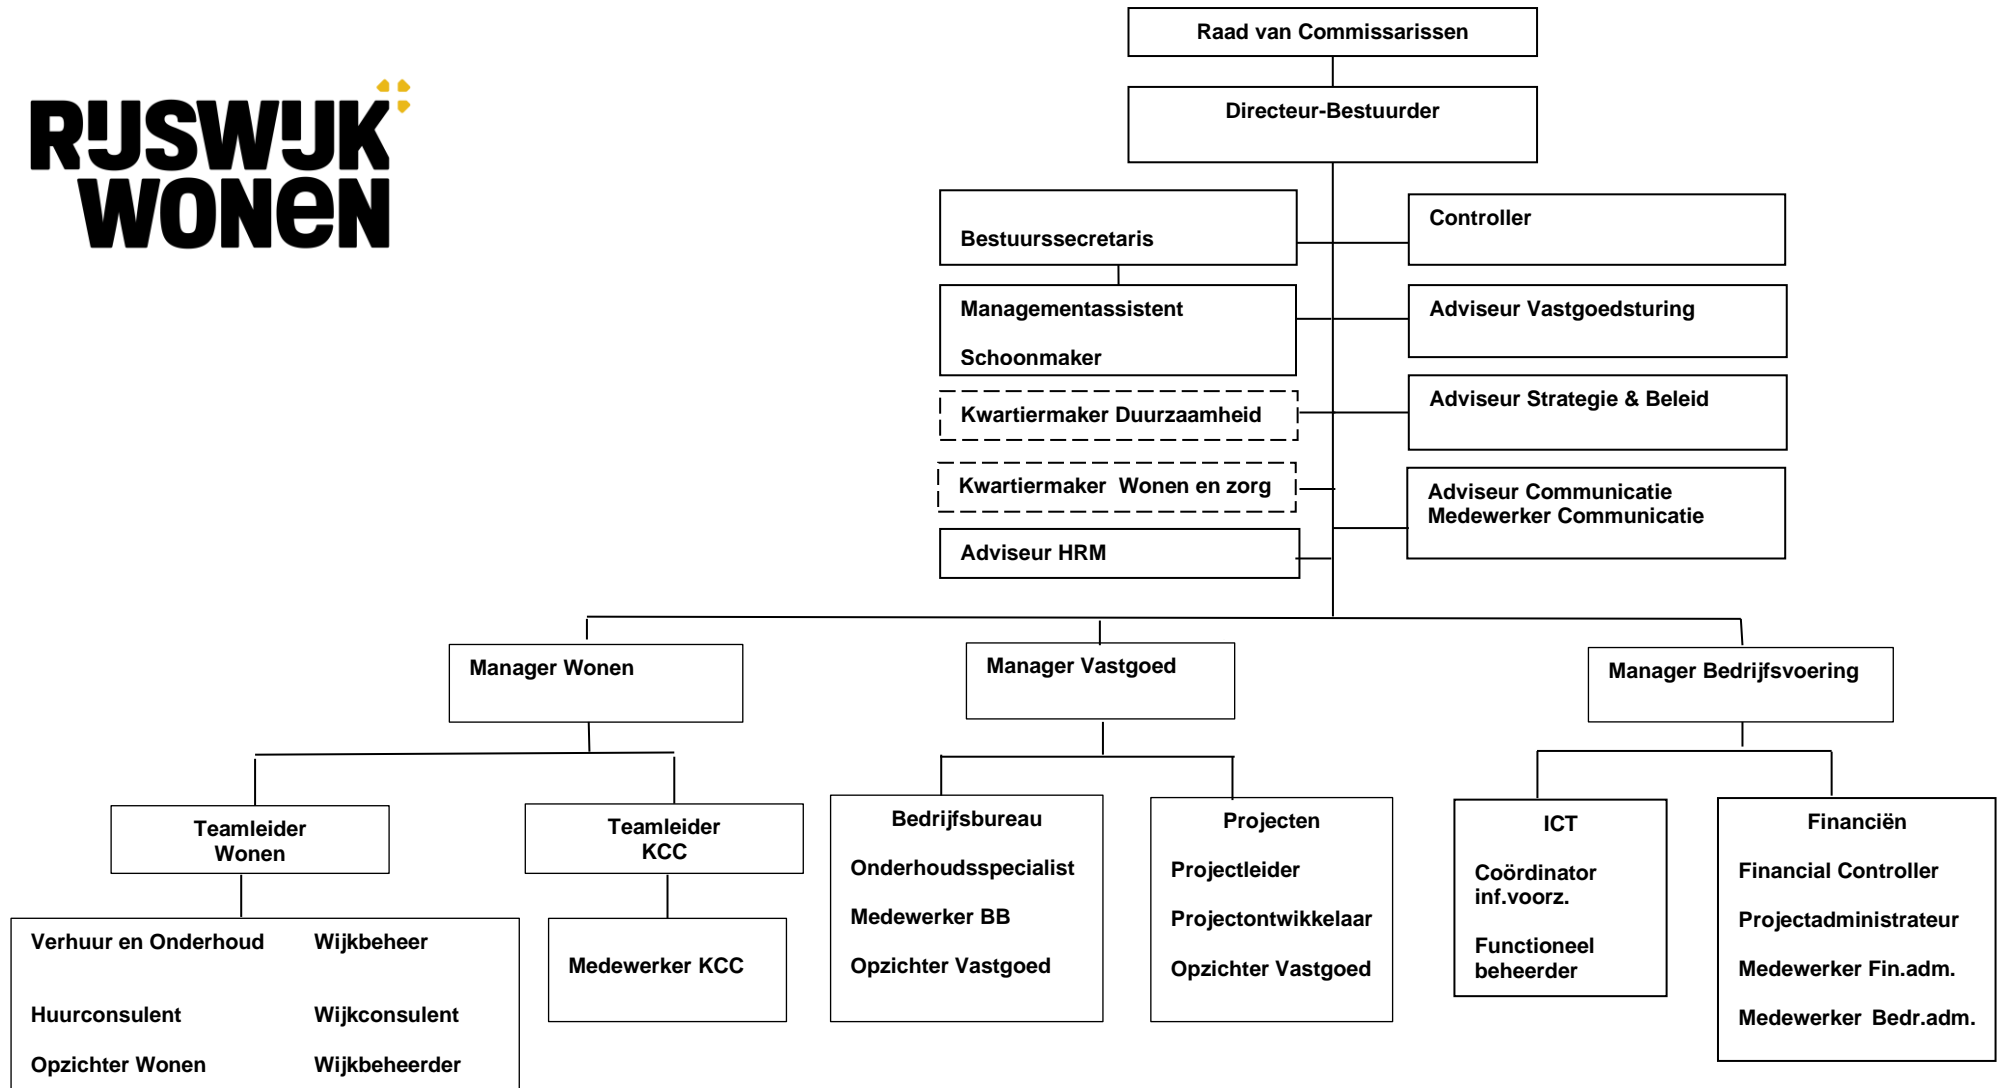 RIJSWIJK
WONEN
Raad van Commissarissen
Directeur-Bestuurder
Bestuurssecretaris
Controller
Managementassistent
Schoonmaker
Adviseur Vastgoedsturing
Kwartiermaker Duurzaamheid
Adviseur Strategie & Beleid
Kwartiermaker Wonen en zorg
Adviseur Communicatie
Medewerker Communicatie
Adviseur HRM
Manager Wonen
Manager Vastgoed
Manager Bedrijfsvoering
Teamleider
Wonen
Teamleider
KCC
Verhuur en Onderhoud Wijkbeheer
Huurconsulent Wijkconsulent
Opzichter Wonen Wijkbeheerder
Medewerker KCC
Bedrijfsbureau
Onderhoudsspecialist
Medewerker BB
Opzichter Vastgoed
Projecten
Projectleider
Projectontwikkelaar
Opzichter Vastgoed
ICT
Coördinator
inf.voorz.
Functioneel
beheerder
Financiën
Financial Controller
Projectadministrateur
Medewerker Fin.adm.
Medewerker Bedr.adm.